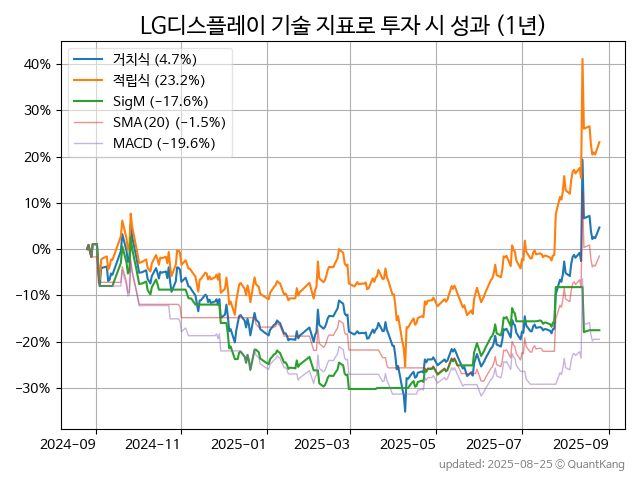 LG디스플레이 기술 지표로 투자 시 성과 (1년)
거치식 (4.7%)
적립식 (23.2%)
SigM (−17.6%)
SMA(20) (−1.5%)
MACD (−19.6%)
40%
30%
20%
10%
0%
−10%
−20%
−30%
2024-09 2024-11 2025-01 2025-03 2025-05 2025-07 2025-09
updated: 2025-08-25 © QuantKang